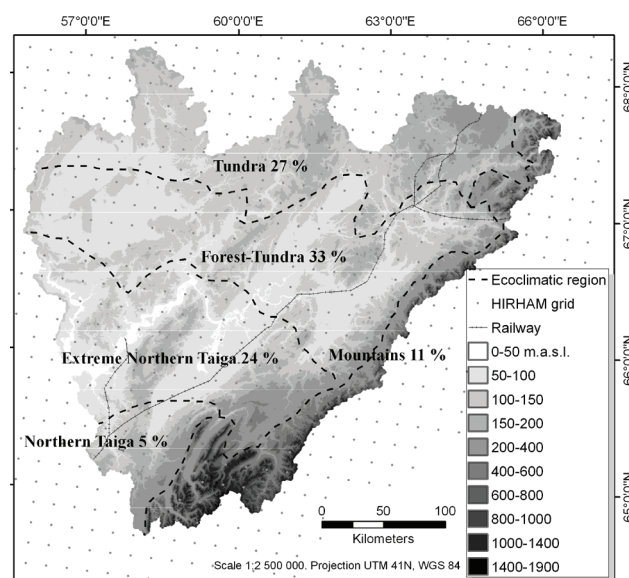 57°0'0"
60°0'0"
63°0'0"
66°0'0"
68°0'0"N
Tundra 27 %
67°0'0"N
Forest-Tundra 33 %
Ecoclimatic region
HIRHAM grid
Railway
0-50 m.a.s.l.
Extreme Northern Taiga 24 %
Mountains 11 %
66°0'0"N
50-100
100-150
150-200
Northern Taiga 5 %
200-400
400-600
600-800
65°0'0"N
800-1000
0 50 100
Kilometers
1000-1400
Scale 1:2 500 000. Projection UTM 41N, WGS 84
1400-1900